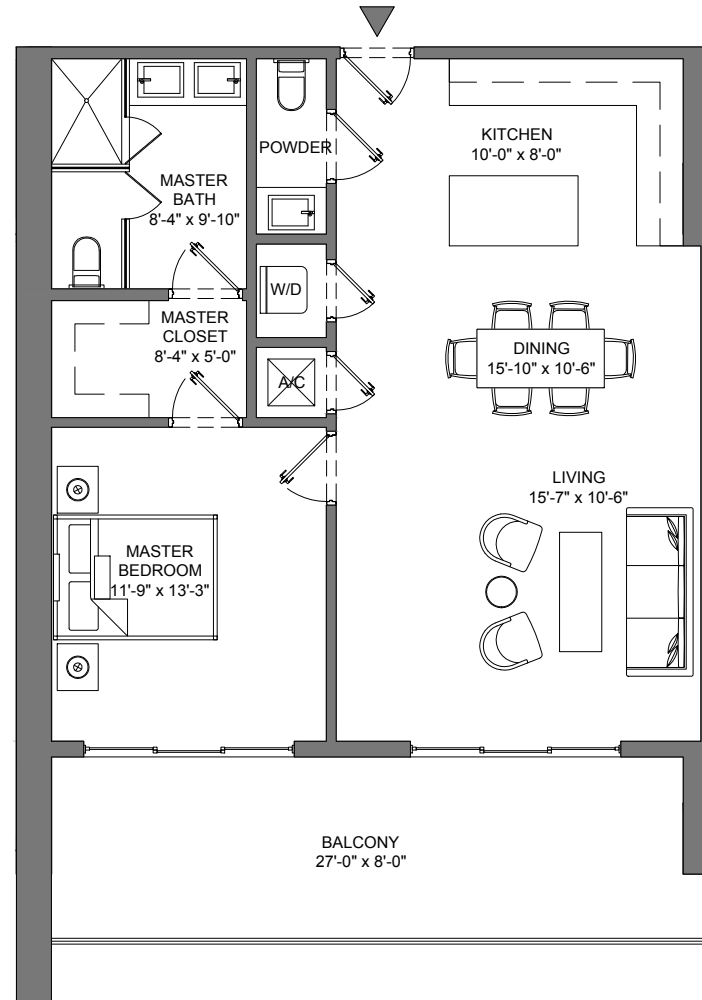 KITCHEN
10'-0" x 8'-0"
POWDER
MASTER
BATH
8'-4" x 9'-10"
W/D
MASTER
CLOSET
8'-4" x 5'-0"
A/C
DINING
15'-10" x 10'-6"
LIVING
15'-7" x 10'-6"
MASTER
BEDROOM
11'-9" x 13'-3"
BALCONY
27'-0" x 8'-0"